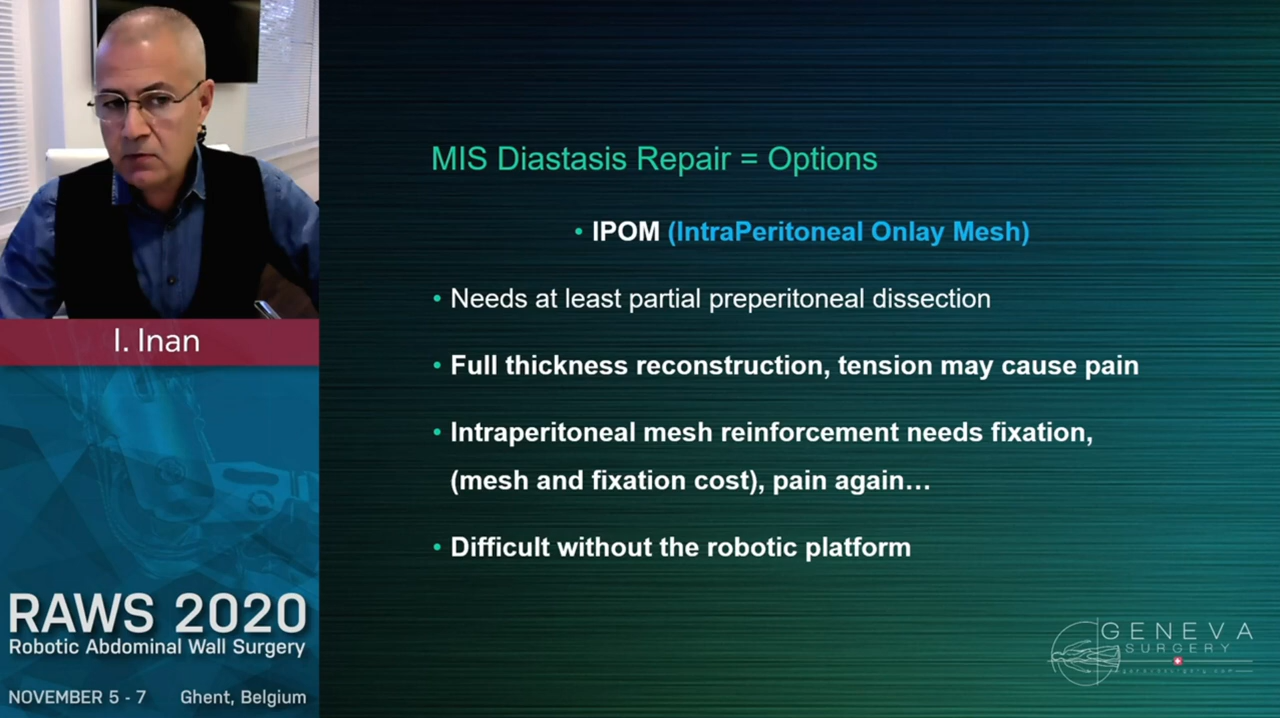 I. Inan
RAWS 2020
Robotic Abdominal Wall Surgery
NOVEMBER 5 - 7 Ghent, Belgium
MIS Diastasis Repair = Options
• IPOM (IntraPeritoneal Onlay Mesh)
• Needs at least partial preperitoneal dissection
• Full thickness reconstruction, tension may cause pain
• Intraperitoneal mesh reinforcement needs fixation,
(mesh and fixation cost), pain again…
• Difficult without the robotic platform
GENEVA
SURGERY